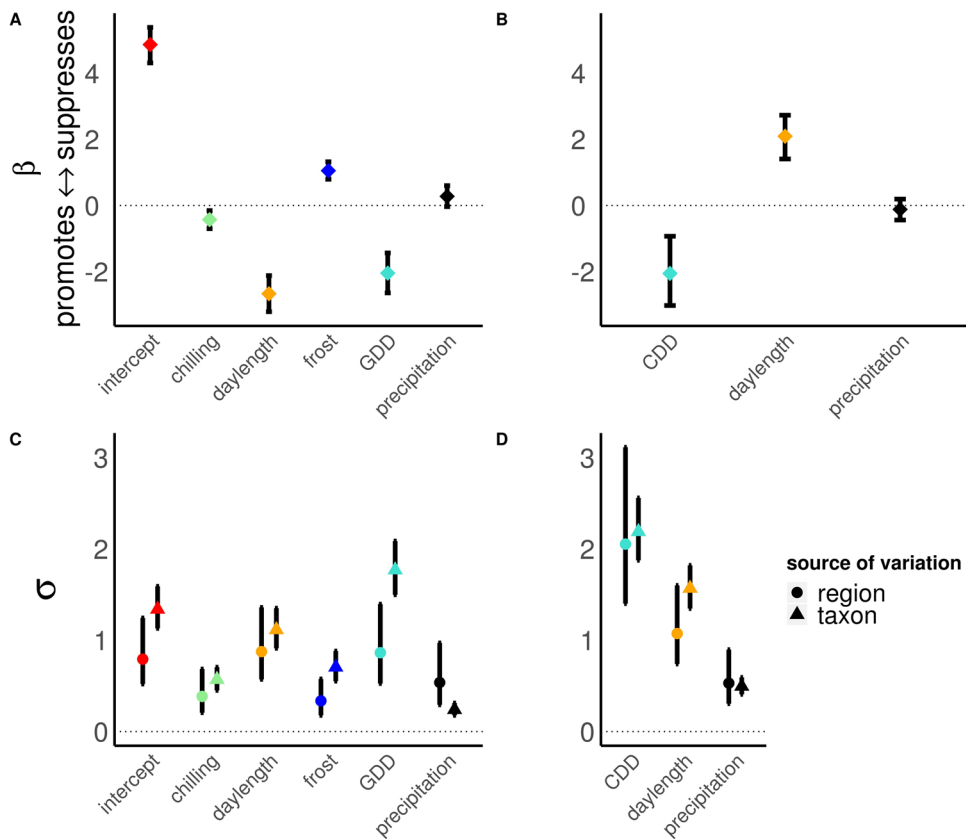 A
B
β
promotes ↔ suppresses
4
2
0
-2
intercept
chilling
daylength
frost
GDD
precipitation
4
2
0
-2
CDD
daylength
precipitation
C
D
σ
3
2
1
0
intercept
chilling
daylength
frost
GDD
precipitation
3
2
1
0
CDD
daylength
precipitation
source of variation
region
taxon